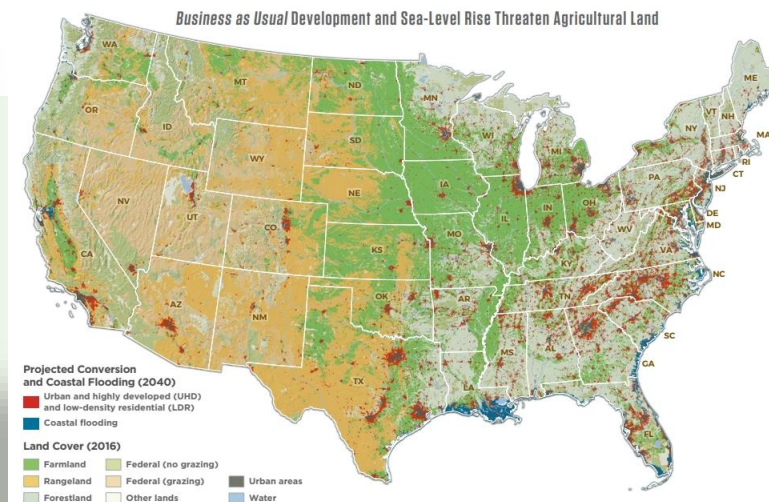 Business as Usual Development and Sea-Level Rise Threaten Agricultural Land
WA
MT
ND
MN
ME
OR
ID
SD
WI
MI
NY
VT
NH
MA
WY
RI
CT
NV
UT
NE
IA
PA
NJ
CO
IL
IN
OH
DE
MD
CA
KS
MO
WV
VA
KY
AZ
NM
OK
AR
TN
NC
SC
TX
LA
MS
AL
GA
FL
Projected Conversion
and Coastal Flooding (2040)
Urban and highly developed (UHD)
and low-density residential (LDR)
Coastal flooding
Land Cover (2016)
Farmland
Federal (no grazing)
Rangeland
Federal (grazing)
Urban areas
Forestland
Other lands
Water